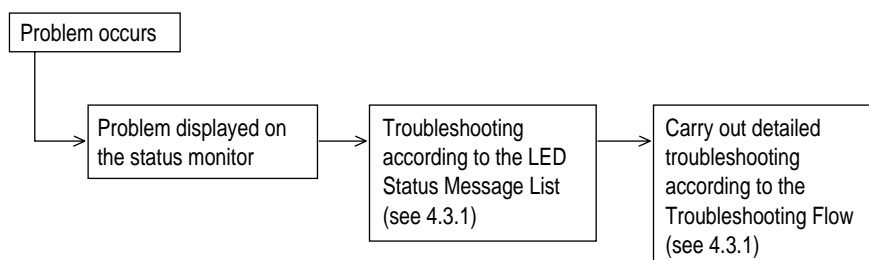 Problem occurs
Problem displayed on
the status monitor
Troubleshooting
according to the LED
Status Message List
(see 4.3.1)
Carry out detailed
troubleshooting
according to the
Troubleshooting Flow
(see 4.3.1)